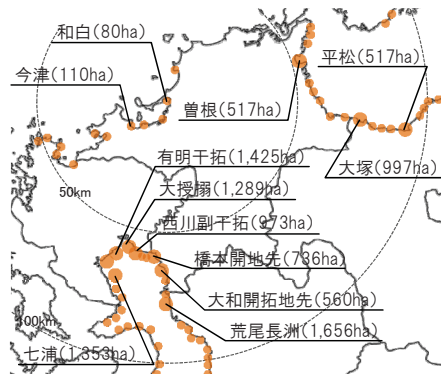 和白(80ha)
平松(517ha)
今津(110ha)
曽根(517ha)
有明干拓(1,425ha)
大塚(997ha)
50km
大授搦(1,289ha)
西川副干拓(973ha)
橋本開地先(736ha)
大和開拓地先(560ha)
100km
荒尾長洲(1,656ha)
七浦(1,353ha)